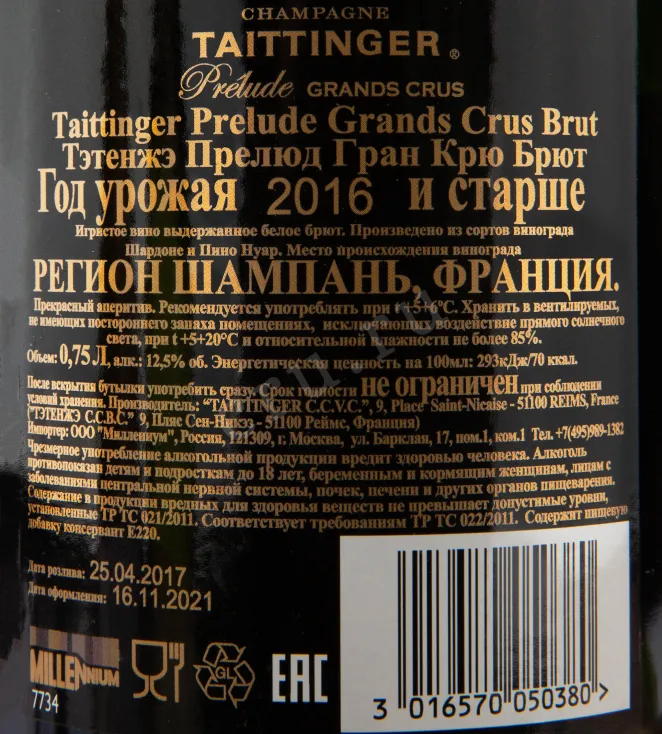 CHAMPAGNE
TAITTINGER®
Prélude GRANDS CRUS
Taittinger Prelude Grands Crus Brut
Тэтенжэ Прелюд Гран Крю Брют
Год урожая 2016 и старше
Игристое вино выдержанное белое брют. Произведено из сортов винограда
Шардоне и Пино Нуар. Место происхождения винограда
РЕГИОН ШАМПАНЬ, ФРАНЦИЯ.
Прекрасный аперитив. Рекомендуется употреблять при t +5+6°С. Хранить в вентилируемых,
не имеющих постороннего запаха помещениях, исключающих воздействие прямого солнечного
света, при t +5+20°С и относительной влажности не более 85%.
Объем: 0,75 Л, алк.: 12,5% об. Энергетическая ценность на 100мл: 293кДж/70 ккал.
После вскрытия бутылки употребить сразу. Срок годности не ограничен при соблюдении
условий хранения. Производитель: "TAITTINGER C.C.V.C.", 9, Place Saint-Nicaise - 51100 REIMS, France
("ТЭТЕНЖЭ С.С.В.С." 9, Пляс Сен-Никэз - 51100 Реймс, Франция)
Импортер: ООО "Миллениум", Россия, 121309, г. Москва, ул. Барклая, 17, пом.1, ком.1 Тел. +7(495)989-1382
Чрезмерное употребление алкогольной продукции вредит здоровью человека. Алкоголь
противопоказан детям и подросткам до 18 лет, беременным и кормящим женщинам, лицам с
заболеваниями центральной нервной системы, почек, печени и других органов пищеварения.
Содержание в продукции вредных для здоровья веществ не превышает допустимые уровни,
установленные ТР ТС 021/2011. Соответствует требованиям ТР ТС 022/2011. Содержит пищевую
добавку консервант Е220.
Дата розлива: 25.04.2017
Дата оформления: 16.11.2021
MILLENNIUM
7734
GL
EAC
3 016570 050380 >